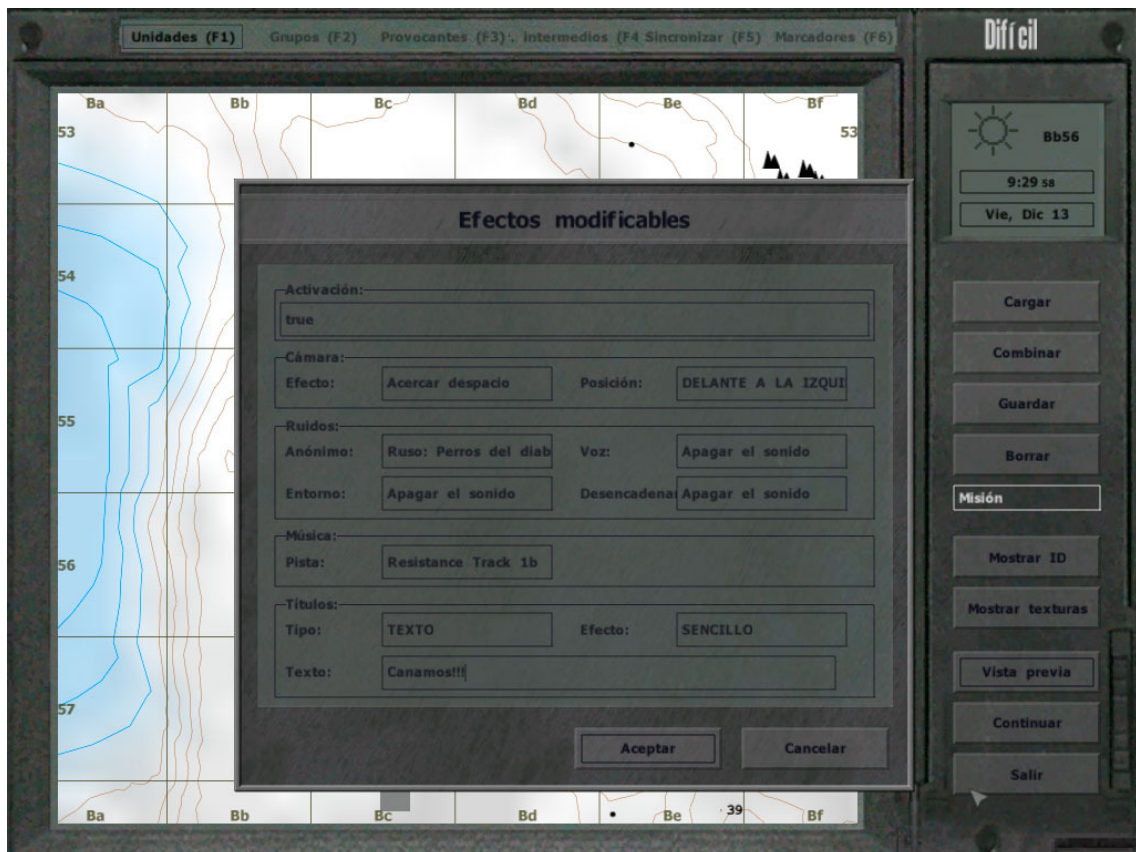 Unidades (F1) Grupos (F2) Provocantes (F3) Intermedios (F4 Sincronizar (F5) Marcadores (F6)
Difícil
Ba Bb Bc Bd Be Bf
53 53
Bb56
9:29 58
Vie, Dic 13
Efectos modificables
54
Activación:
true
Cargar
Cámara:
Efecto: Acercar despacio Posición: DELANTE A LA IZQUI
Combinar
Guardar
55
Ruidos:
Anónimo: Ruso: Perros del diab Voz: Apagar el sonido
Borrar
Entorno: Apagar el sonido Desencadenar Apagar el sonido
Misión
Música:
56
Pista: Resistance Track 1b
Mostrar ID
Títulos:
Mostrar texturas
Tipo: TEXTO Efecto: SENCILLO
Texto: Canamos!!!
Vista previa
57
Continuar
Aceptar Cancelar
Salir
39
Ba Bb Bc Bd Be Bf